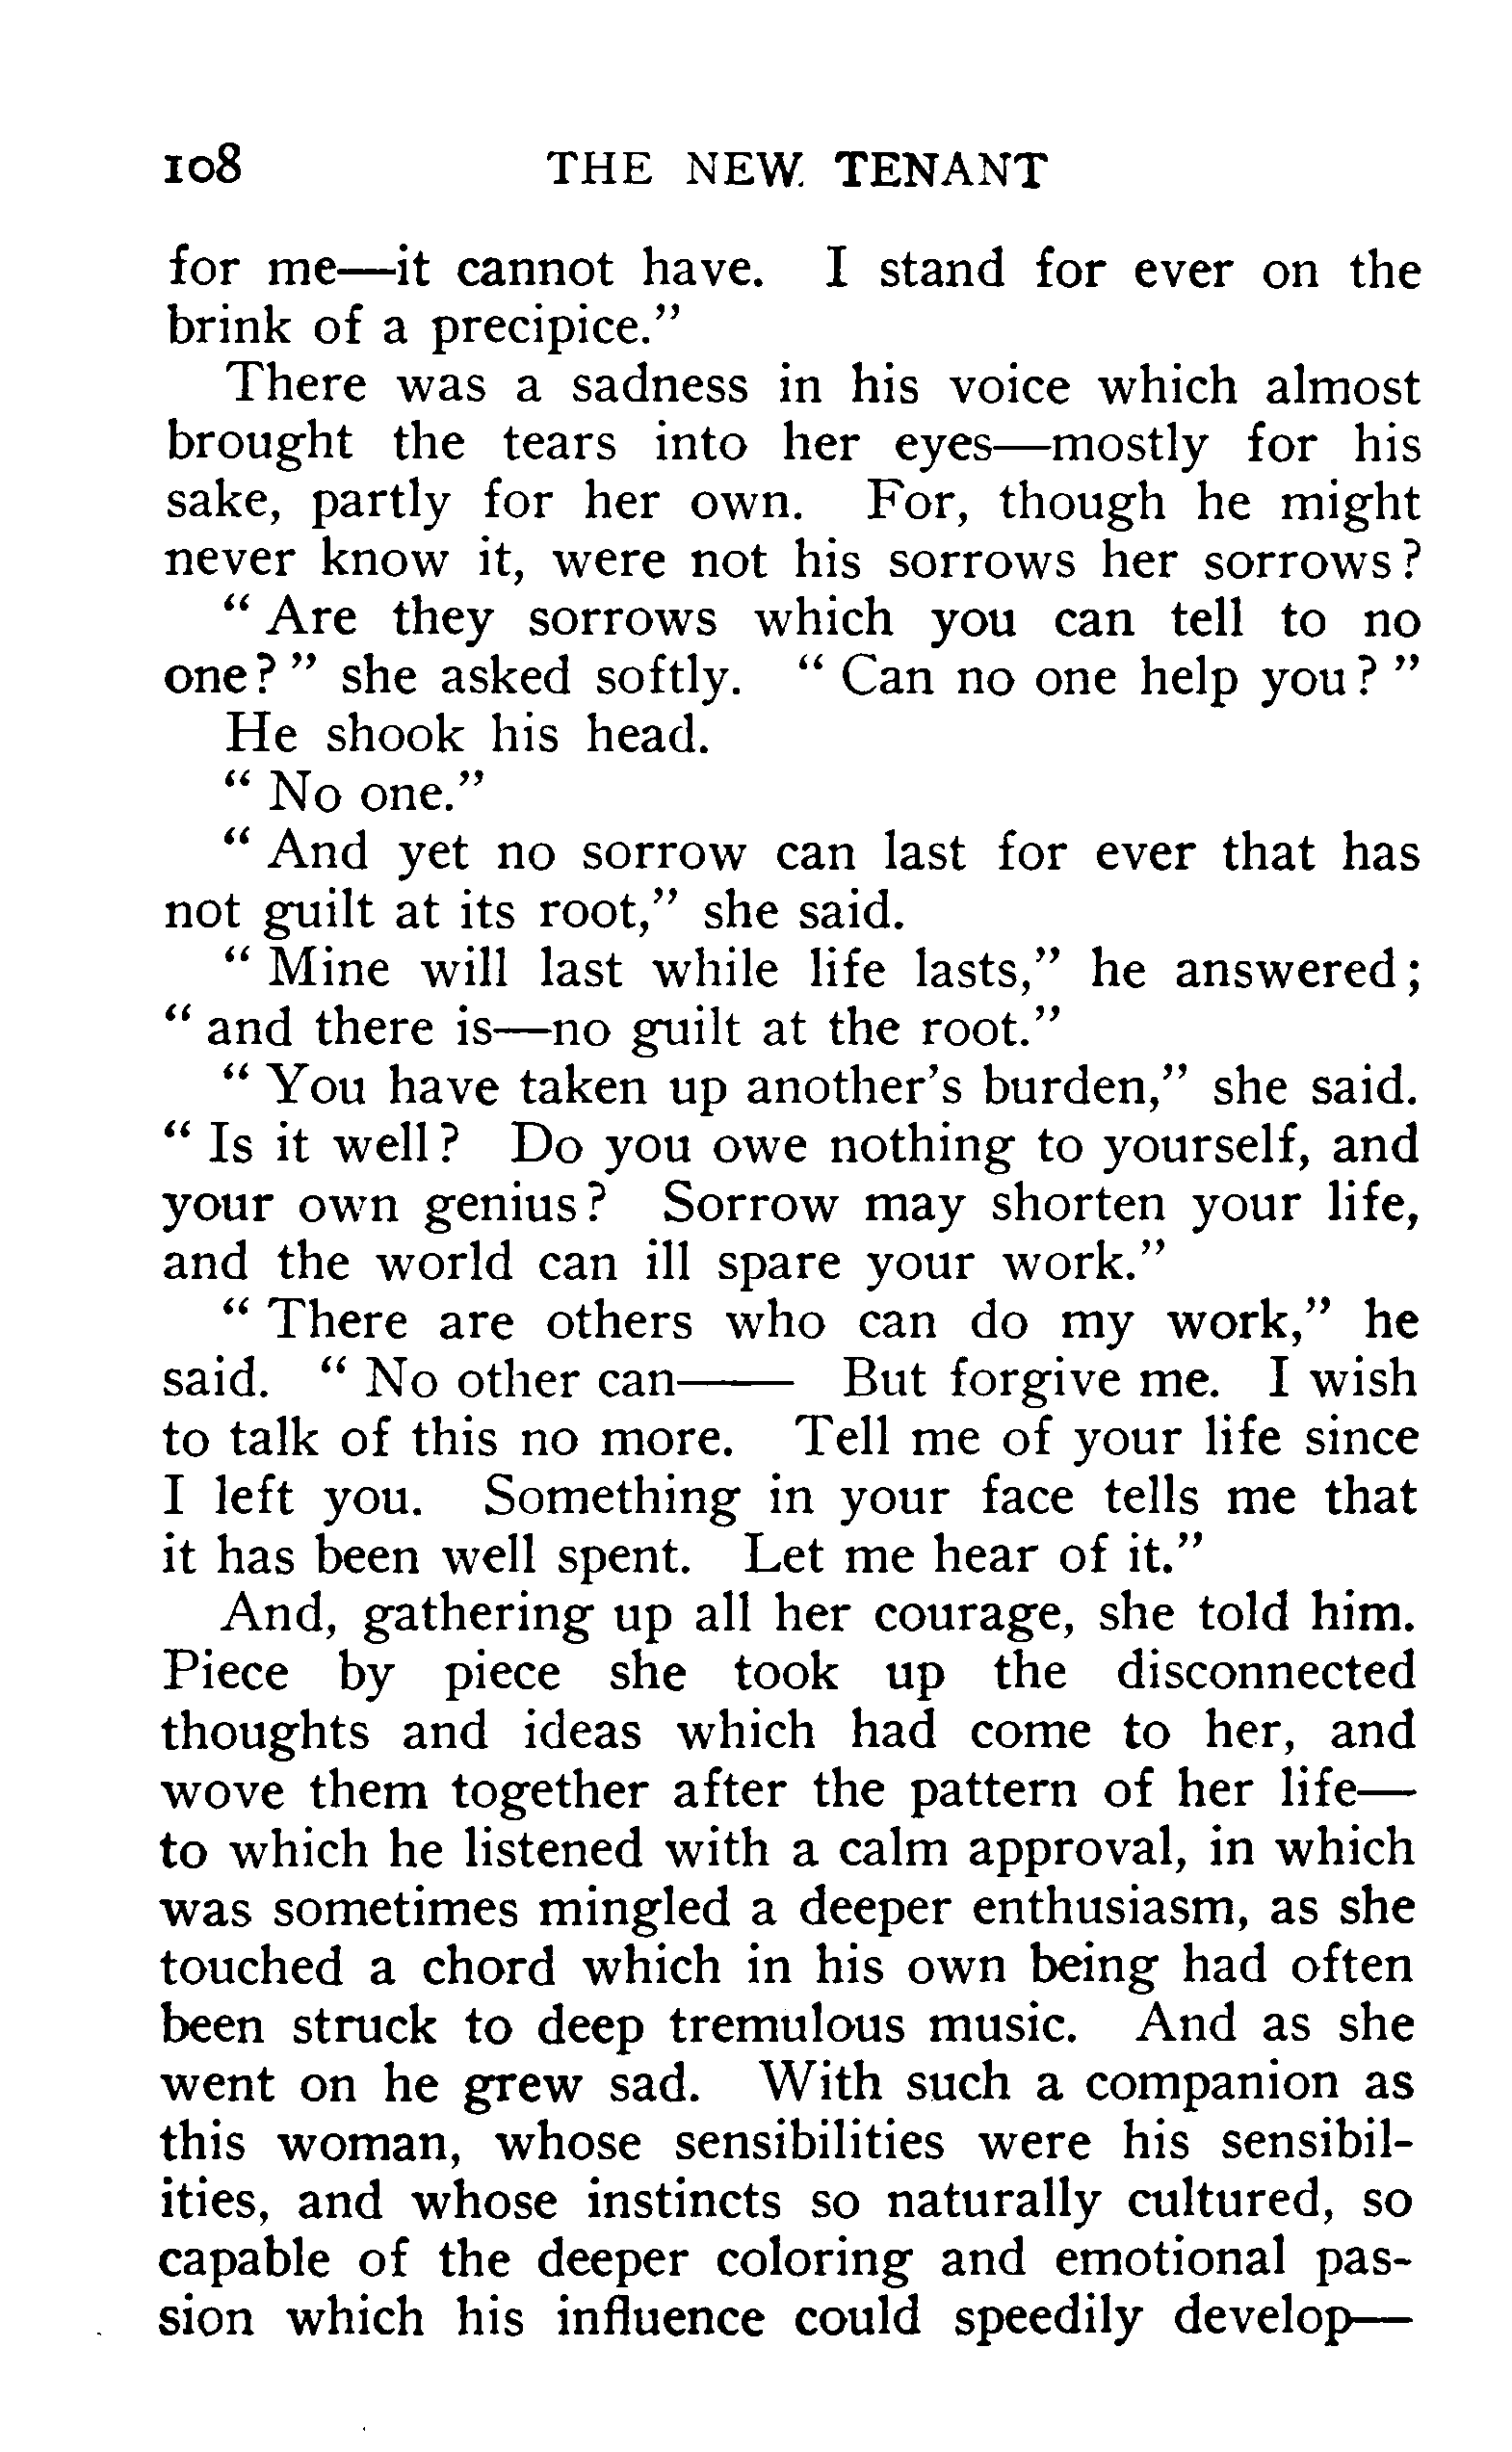 108 THE NEW TENANT
for me—it cannot have. I stand for ever on the
brink of a precipice.”
There was a sadness in his voice which almost
brought the tears into her eyes—mostly for his
sake, partly for her own. For, though he might
never know it, were not his sorrows her sorrows?
“ Are they sorrows which you can tell to no
one? ” she asked softly. “ Can no one help you? ”
He shook his head.
“ No one.”
“ And yet no sorrow can last for ever that has
not guilt at its root,” she said.
“ Mine will last while life lasts,” he answered;
“ and there is—no guilt at the root.”
“ You have taken up another’s burden,” she said.
“ Is it well? Do you owe nothing to yourself, and
your own genius? Sorrow may shorten your life,
and the world can ill spare your work.”
“ There are others who can do my work,” he
said. “ No other can—— But forgive me. I wish
to talk of this no more. Tell me of your life since
I left you. Something in your face tells me that
it has been well spent. Let me hear of it.”
And, gathering up all her courage, she told him.
Piece by piece she took up the disconnected
thoughts and ideas which had come to her, and
wove them together after the pattern of her life—
to which he listened with a calm approval, in which
was sometimes mingled a deeper enthusiasm, as she
touched a chord which in his own being had often
been struck to deep tremulous music. And as she
went on he grew sad. With such a companion as
this woman, whose sensibilities were his sensibil-
ities, and whose instincts so naturally cultured, so
capable of the deeper coloring and emotional pas-
sion which his influence could speedily develop—